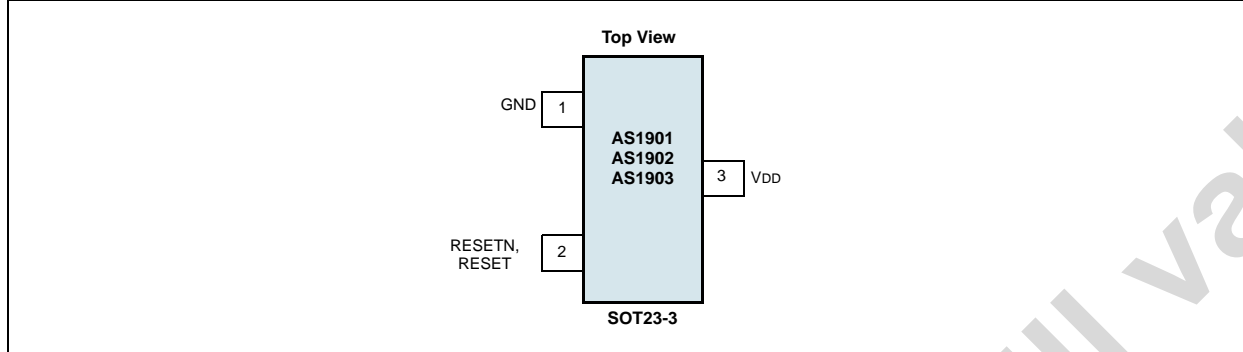 Top View
GND
1
AS1901
AS1902
AS1903
3
VDD
RESETN,
RESET
2
SOT23-3